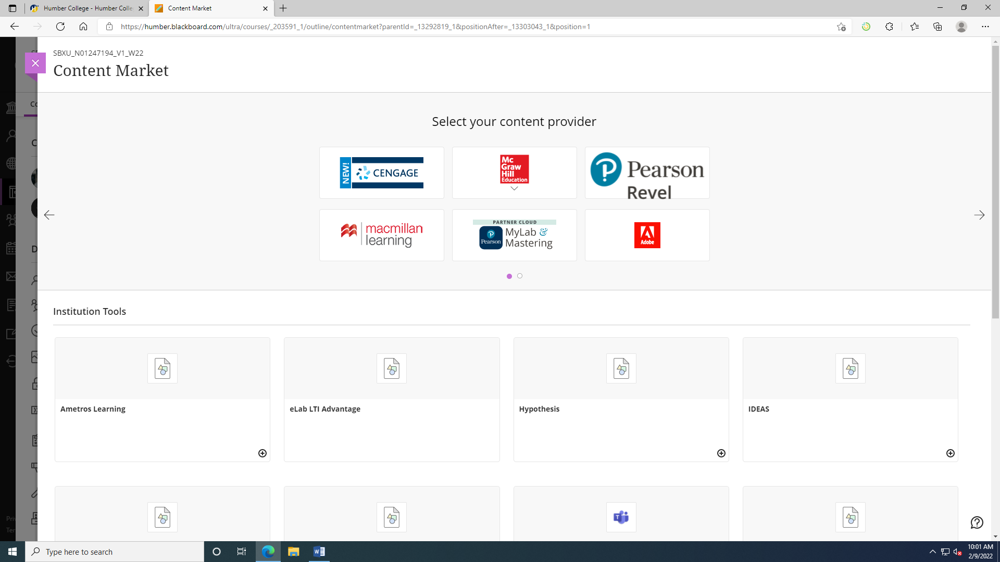 Humber College - Humber Colle
Content Market
https://humber.blackboard.com/ultra/courses/_203591_1/outline/contentmarket?parentId=_13292819_1&positionAfter=_13303043_1&position=1
SBXU_N01247194_V1_W22
Content Market
Co
Select your content provider
NEW! CENGAGE
Mc
Graw
Hill
Education
Pearson
Revel
macmillan
learning
PARTNER CLOUD
Pearson
MyLab &
Mastering
Adobe
C
D
Institution Tools
Ametros Learning
eLab LTI Advantage
Hypothesis
IDEAS
Priv
Ter
Type here to search
10:01 AM
2/9/2022